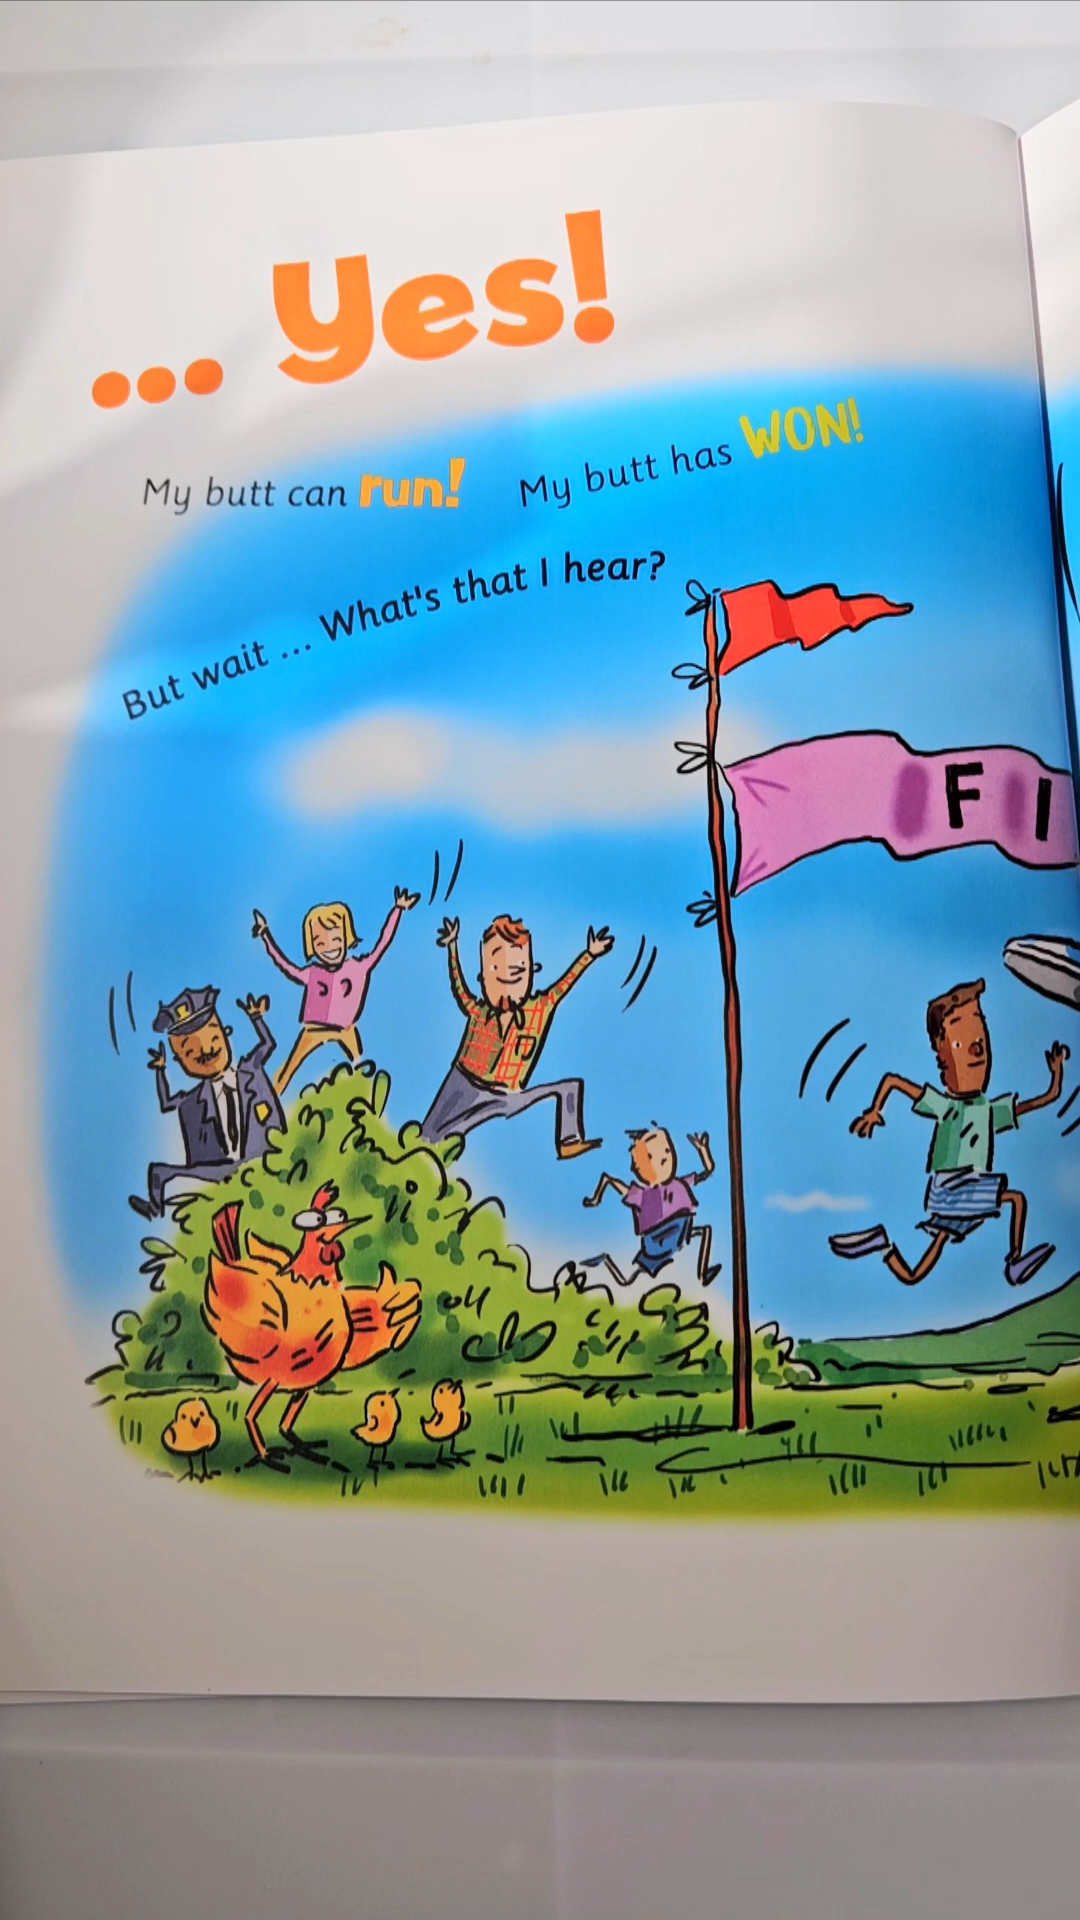 ... Yes!
My butt can run! My butt has WON!
But wait ... What's that I hear?
F I